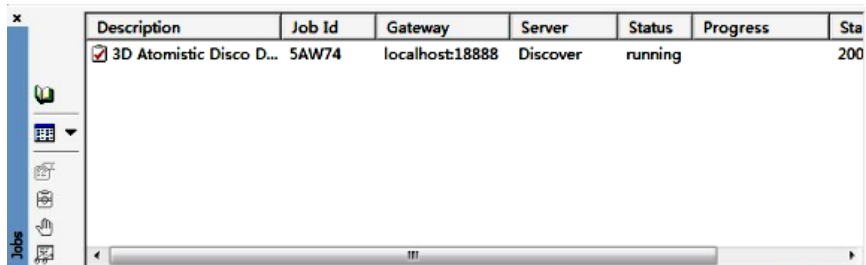 Description Job Id Gateway Server Status Progress Sta
3D Atomistic Disco D... 5AW74 localhost:18888 Discover running 200
Jobs